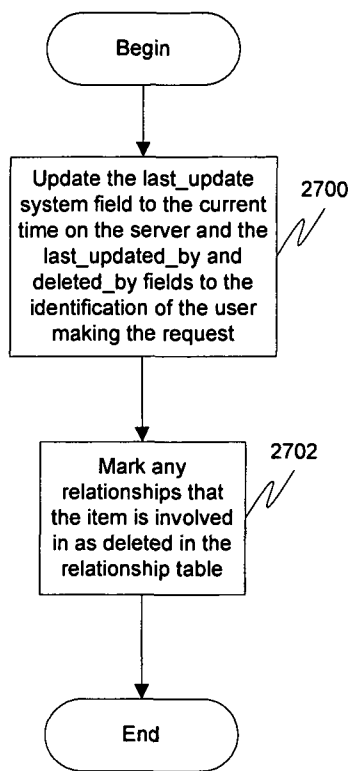 Begin
Update the last_update
system field to the current
time on the server and the
last_updated_by and
deleted_by fields to the
identification of the user
making the request
2700
Mark any
relationships that
the item is involved
in as deleted in the
relationship table
2702
End